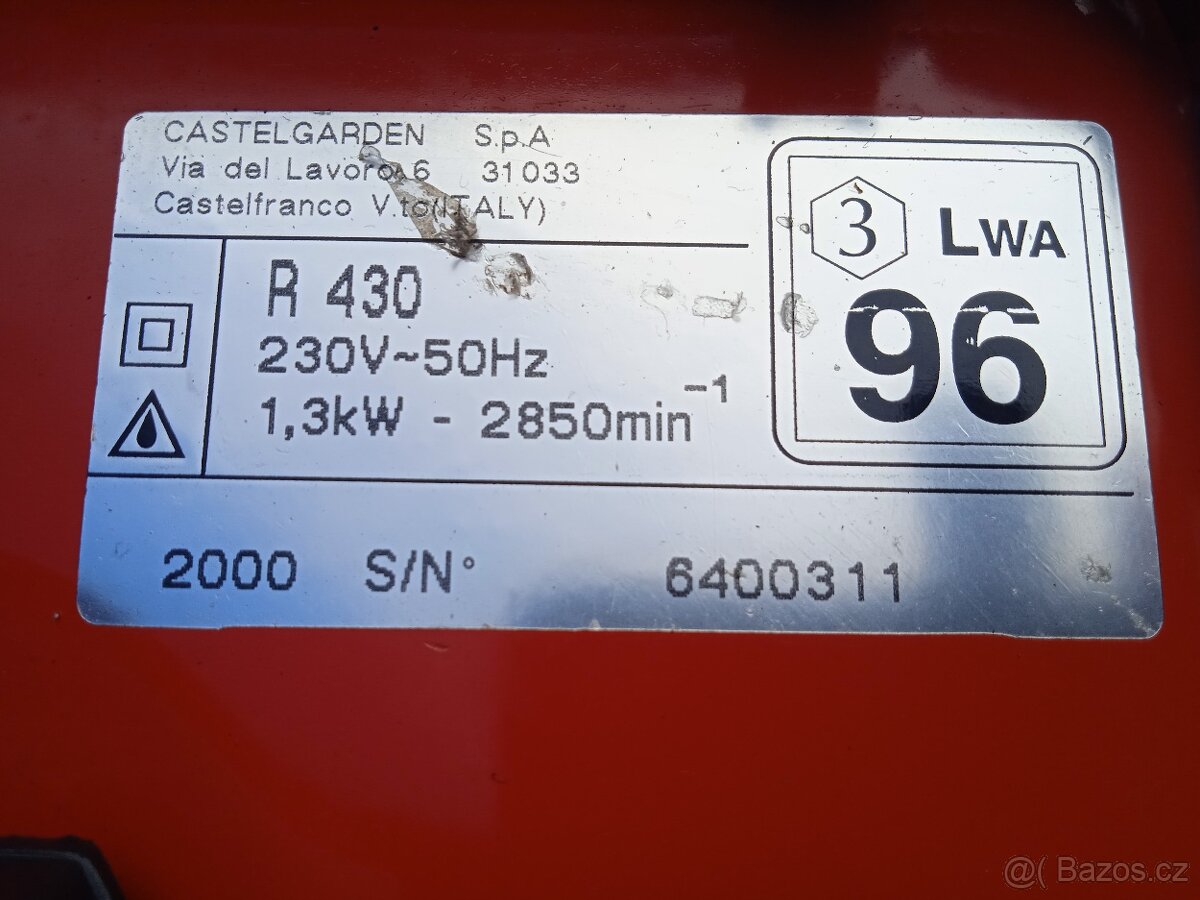 CASTELGARDEN S.p.A
Via del Lavoro 6 31033
Castelfranco V.to(ITALY)
R 430
230V~50Hz
1,3kW - 2850min⁻¹
3 LWA
96
2000 S/N° 6400311
@( Bazos.cz